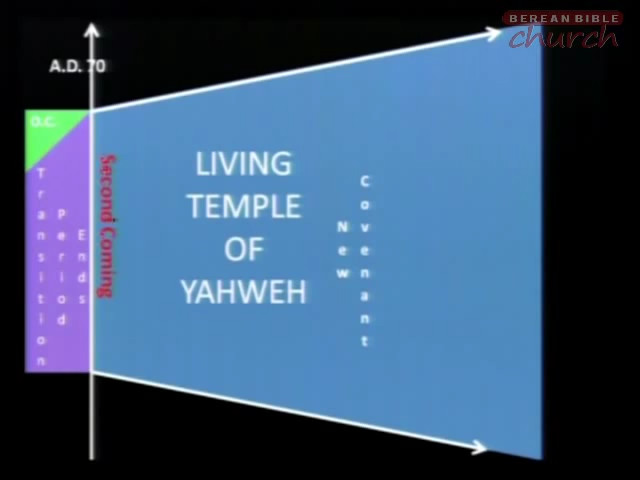 BEREAN BIBLE
church
A.D. 70
O.C.
Transition
Period
Ends
Second Coming
LIVING
TEMPLE
OF
YAHWEH
New
Covenant